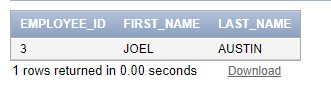 EMPLOYEE_ID FIRST_NAME LAST_NAME
3 JOEL AUSTIN
1 rows returned in 0.00 seconds Download